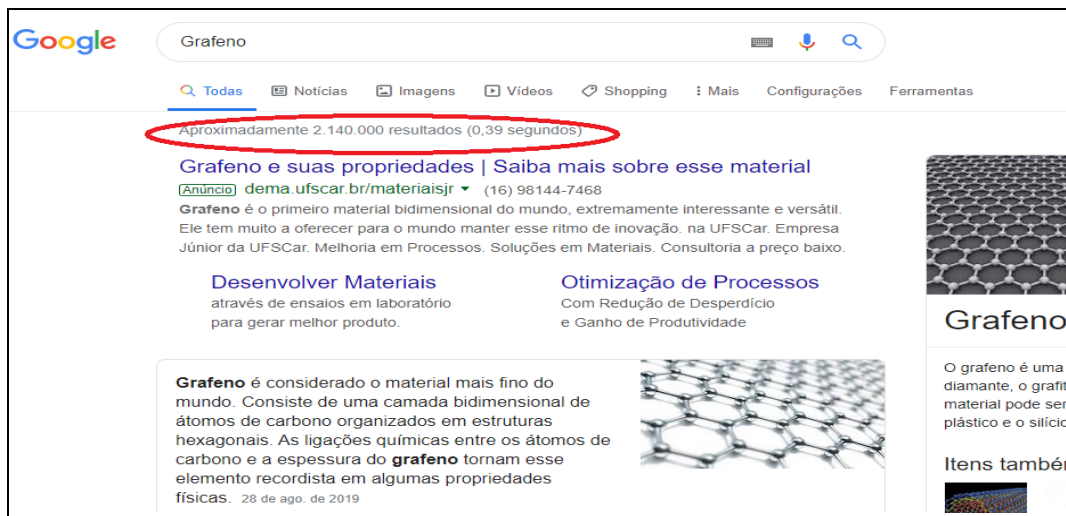 Google
Grafeno
Todas Notícias Imagens Vídeos Shopping Mais Configurações Ferramentas
Aproximadamente 2.140.000 resultados (0,39 segundos)
Grafeno e suas propriedades | Saiba mais sobre esse material
Anúncio dema.ufscar.br/materiaisjr (16) 98144-7468
Grafeno é o primeiro material bidimensional do mundo, extremamente interessante e versátil.
Ele tem muito a oferecer para o mundo manter esse ritmo de inovação. na UFSCar. Empresa
Júnior da UFSCar. Melhoria em Processos. Soluções em Materiais. Consultoria a preço baixo.
Desenvolver Materiais
através de ensaios em laboratório
para gerar melhor produto.
Otimização de Processos
Com Redução de Desperdício
e Ganho de Produtividade
Grafeno é considerado o material mais fino do
mundo. Consiste de uma camada bidimensional de
átomos de carbono organizados em estruturas
hexagonais. As ligações químicas entre os átomos de
carbono e a espessura do grafeno tornam esse
elemento recordista em algumas propriedades
físicas. 28 de ago. de 2019
Grafeno
O grafeno é uma
diamante, o grafit
material pode ser
plástico e o silício
Itens també